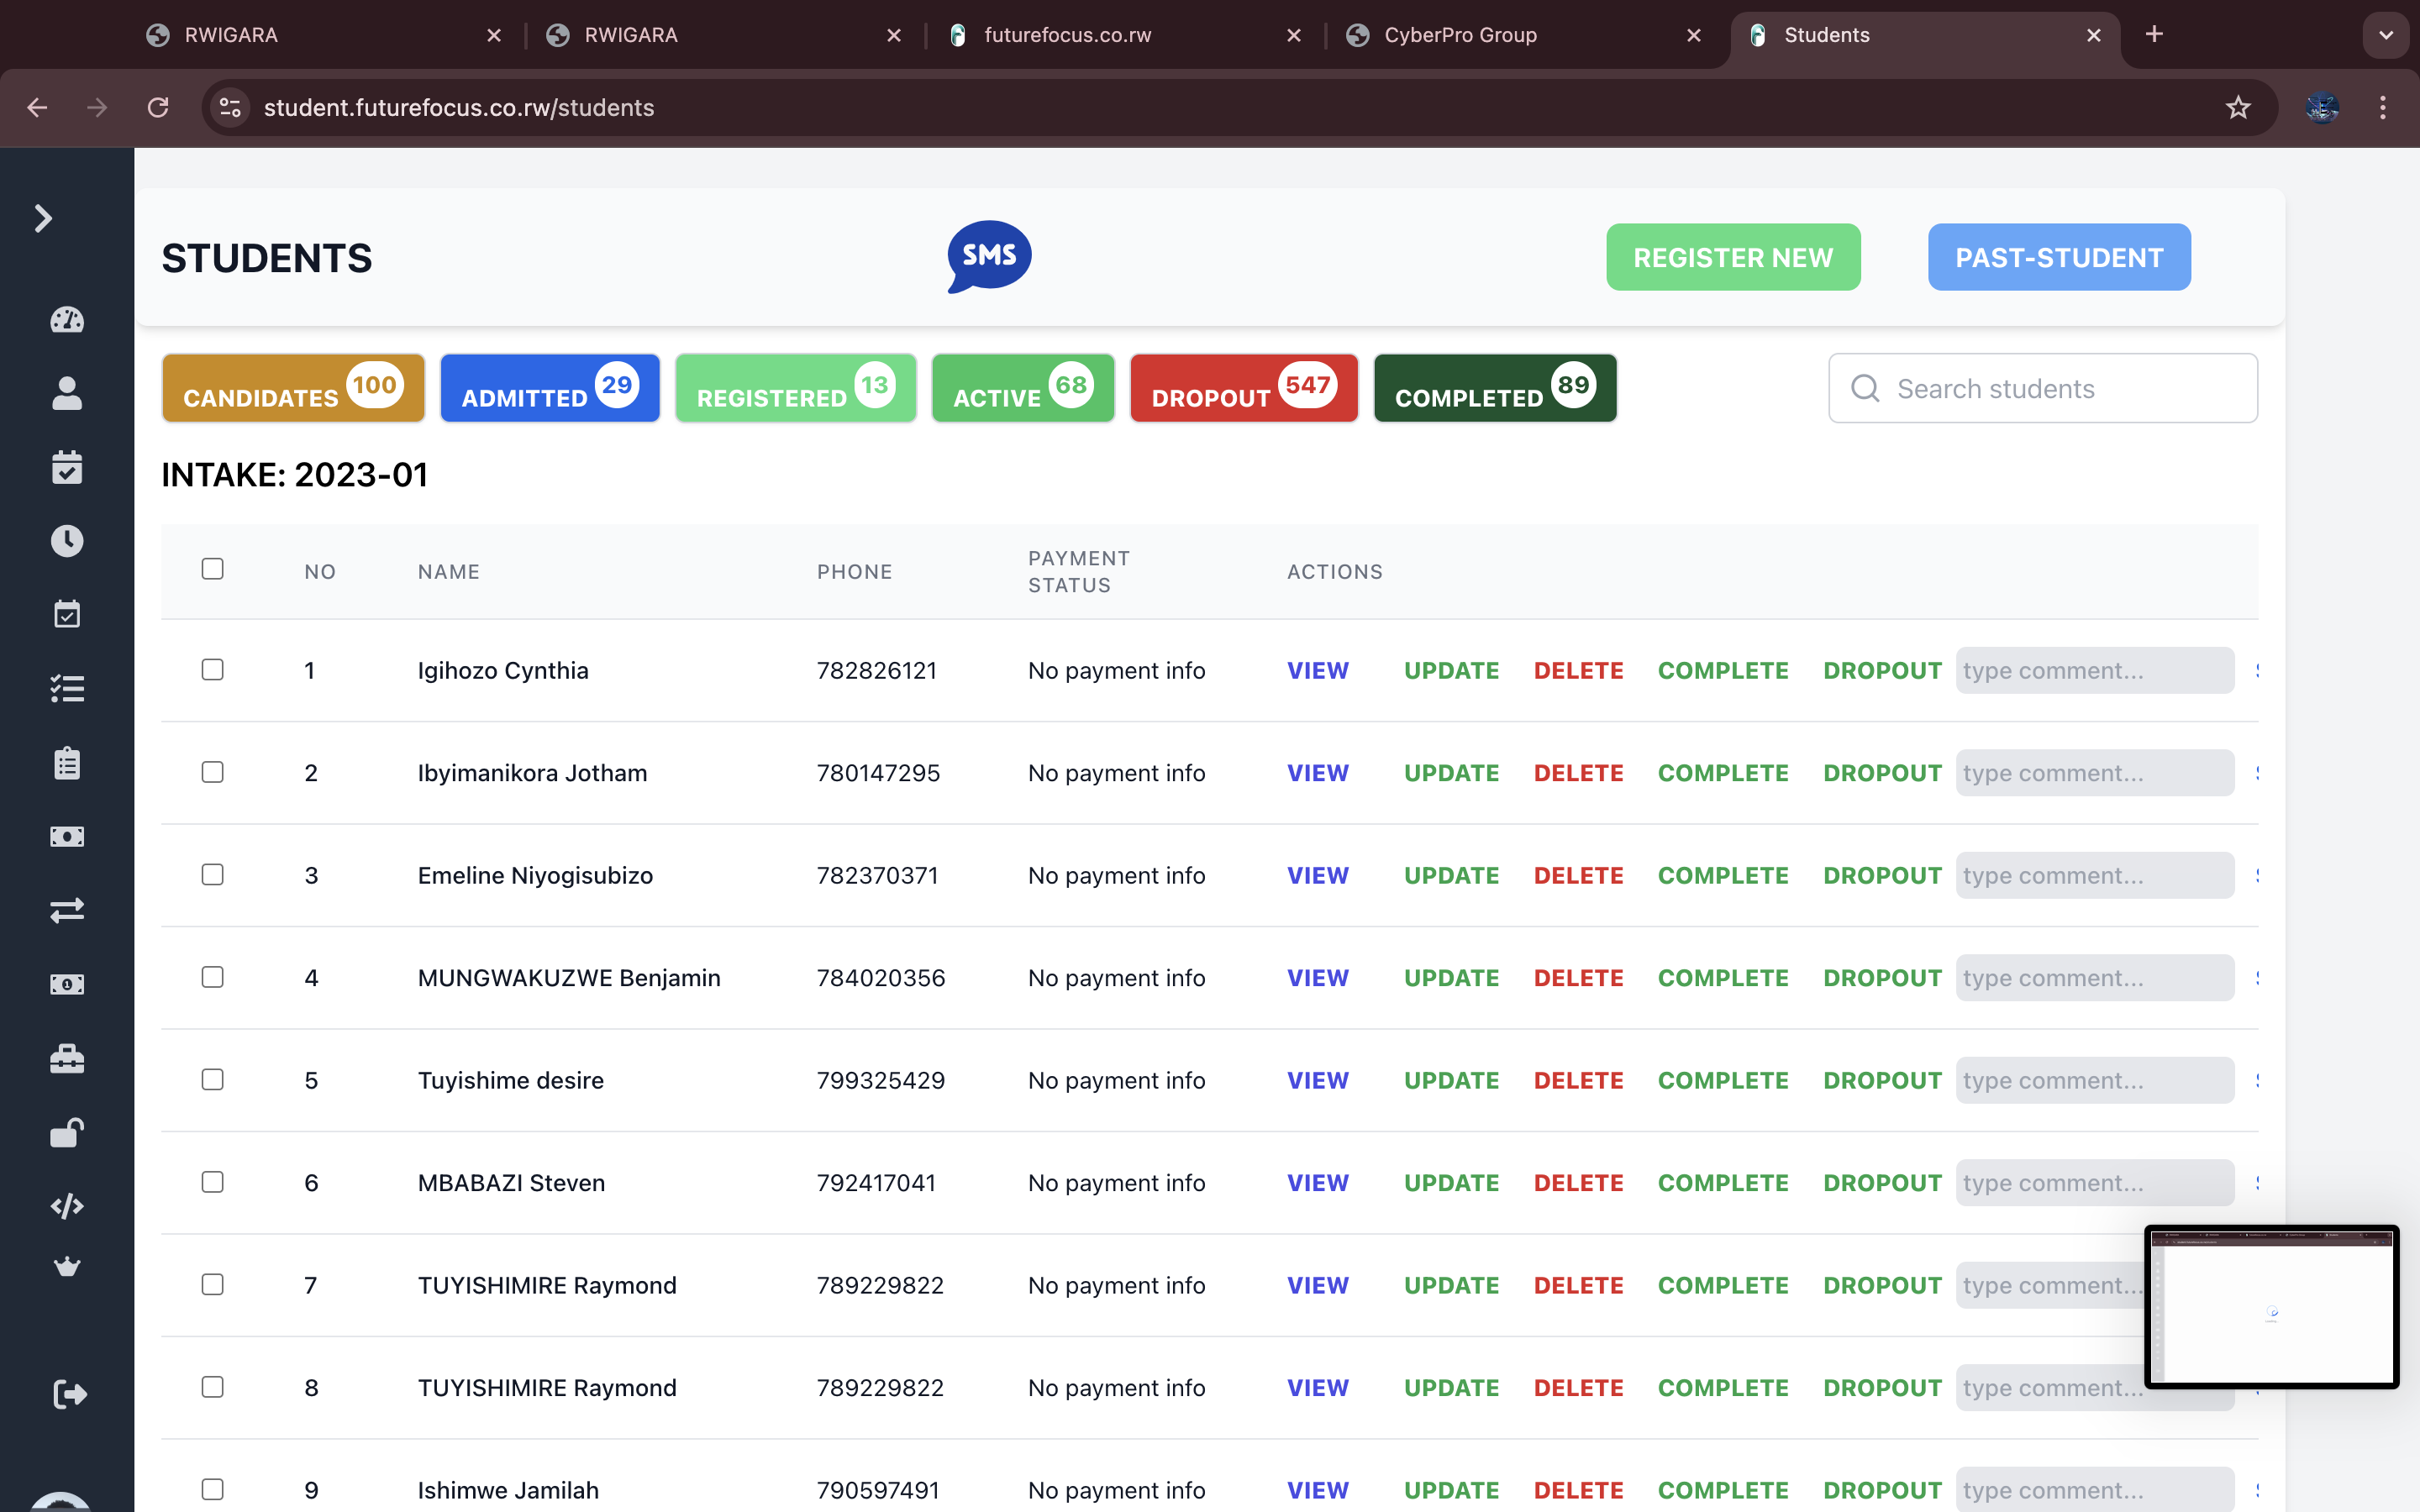 RWIGARA
RWIGARA
futurefocus.co.rw
CyberPro Group
Students
student.futurefocus.co.rw/students
STUDENTS
SMS
REGISTER NEW
PAST-STUDENT
CANDIDATES 100
ADMITTED 29
REGISTERED 13
ACTIVE 68
DROPOUT 547
COMPLETED 89
Search students
INTAKE: 2023-01
NO NAME PHONE PAYMENT STATUS ACTIONS
1 Igihozo Cynthia 782826121 No payment info VIEW UPDATE DELETE COMPLETE DROPOUT type comment...
2 Ibyimanikora Jotham 780147295 No payment info VIEW UPDATE DELETE COMPLETE DROPOUT type comment...
3 Emeline Niyogisubizo 782370371 No payment info VIEW UPDATE DELETE COMPLETE DROPOUT type comment...
4 MUNGWAKUZWE Benjamin 784020356 No payment info VIEW UPDATE DELETE COMPLETE DROPOUT type comment...
5 Tuyishime desire 799325429 No payment info VIEW UPDATE DELETE COMPLETE DROPOUT type comment...
6 MBABAZI Steven 792417041 No payment info VIEW UPDATE DELETE COMPLETE DROPOUT type comment...
7 TUYISHIMIRE Raymond 789229822 No payment info VIEW UPDATE DELETE COMPLETE DROPOUT type comment...
8 TUYISHIMIRE Raymond 789229822 No payment info VIEW UPDATE DELETE COMPLETE DROPOUT type comment...
9 Ishimwe Jamilah 790597491 No payment info VIEW UPDATE DELETE COMPLETE DROPOUT type comment...